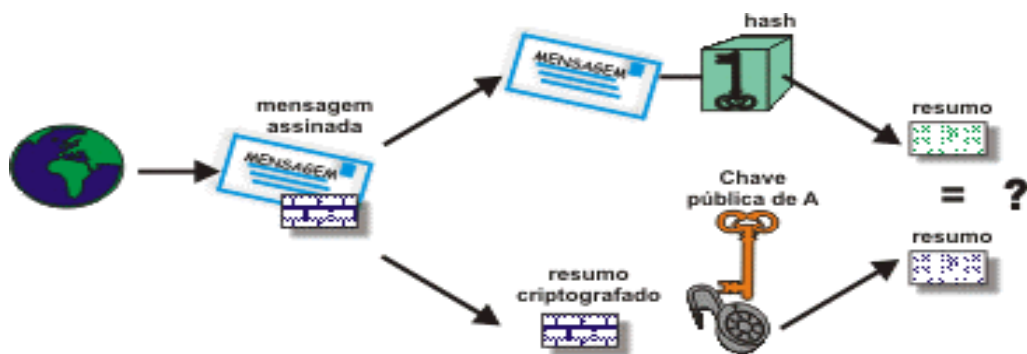 hash
MENSAGEM
mensagem
assinada
MENSAGEM
resumo
Chave
pública de A
= ?
resumo
resumo
criptografado